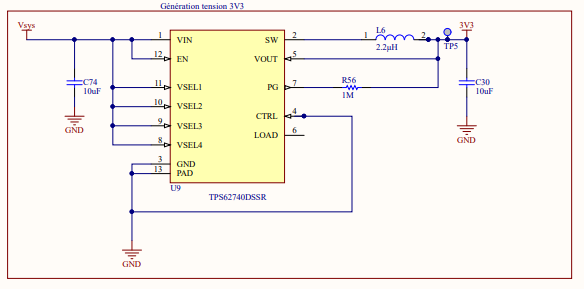 Génération tension 3V3
Vsys
3V3
1 VIN
SW 2
1 L6 2
2.2µH
TP5
12 EN
VOUT 5
C74
10uF
GND
11 VSEL1
PG 7
R56
1M
C30
10uF
GND
10 VSEL2
CTRL 4
9 VSEL3
LOAD 6
8 VSEL4
3 GND
13 PAD
U9
TPS62740DSSR
GND